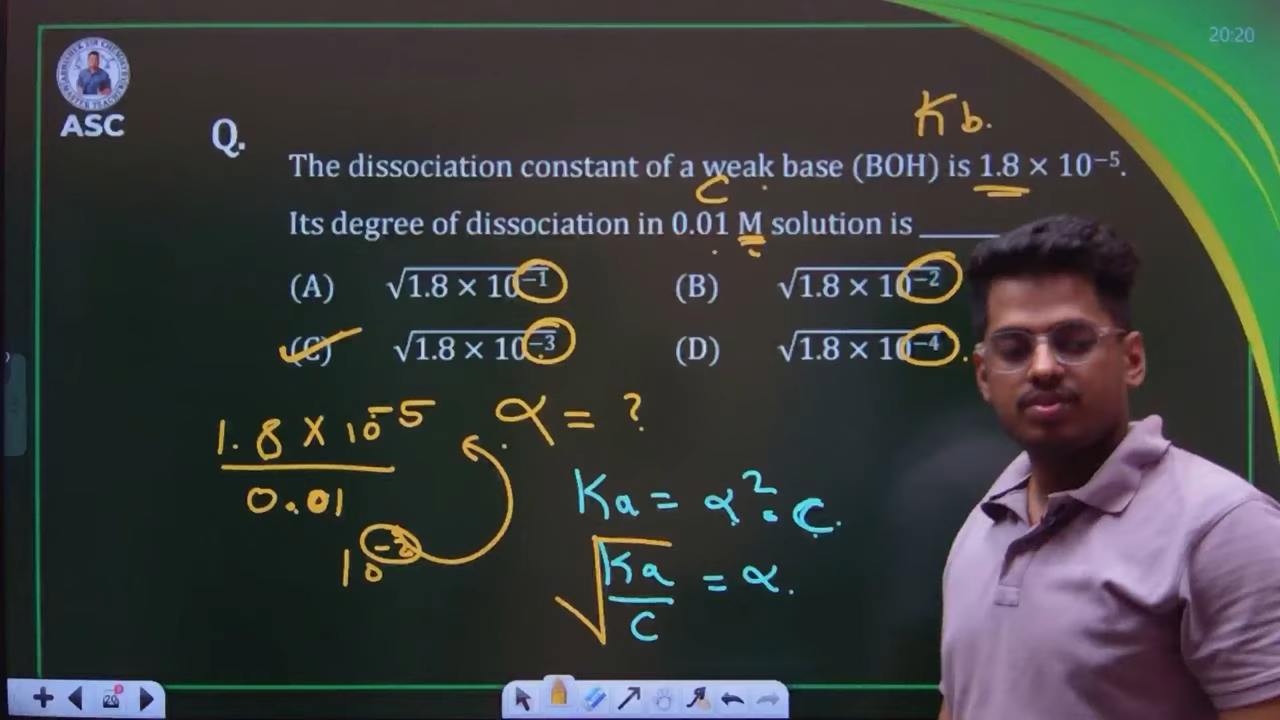 20:20
ASC
Kb.
Q.
The dissociation constant of a weak base (BOH) is 1.8 × 10⁻⁵.
C
Its degree of dissociation in 0.01 M solution is ______
(A) √1.8 × 10⁻¹ (B) √1.8 × 10⁻²
(C) √1.8 × 10⁻³ (D) √1.8 × 10⁻⁴
1.8 × 10⁻⁵
0.01
10⁻²
α = ?
Ka = α². C.
√Ka/C = α.
20